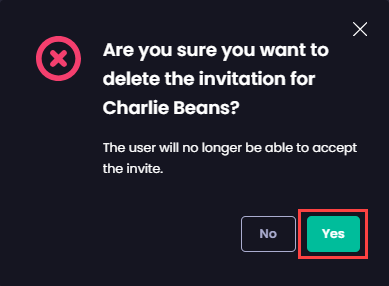 Are you sure you want to
delete the invitation for
Charlie Beans?
The user will no longer be able to accept
the invite.
No
Yes